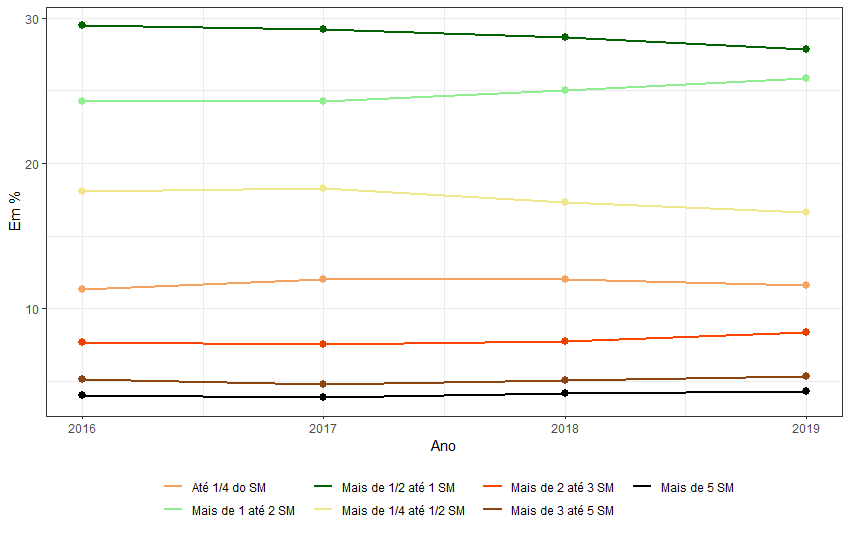 30
20
10
Em %
2016 2017 2018 2019
Ano
Até 1/4 do SM Mais de 1/2 até 1 SM Mais de 2 até 3 SM Mais de 5 SM
Mais de 1 até 2 SM Mais de 1/4 até 1/2 SM Mais de 3 até 5 SM